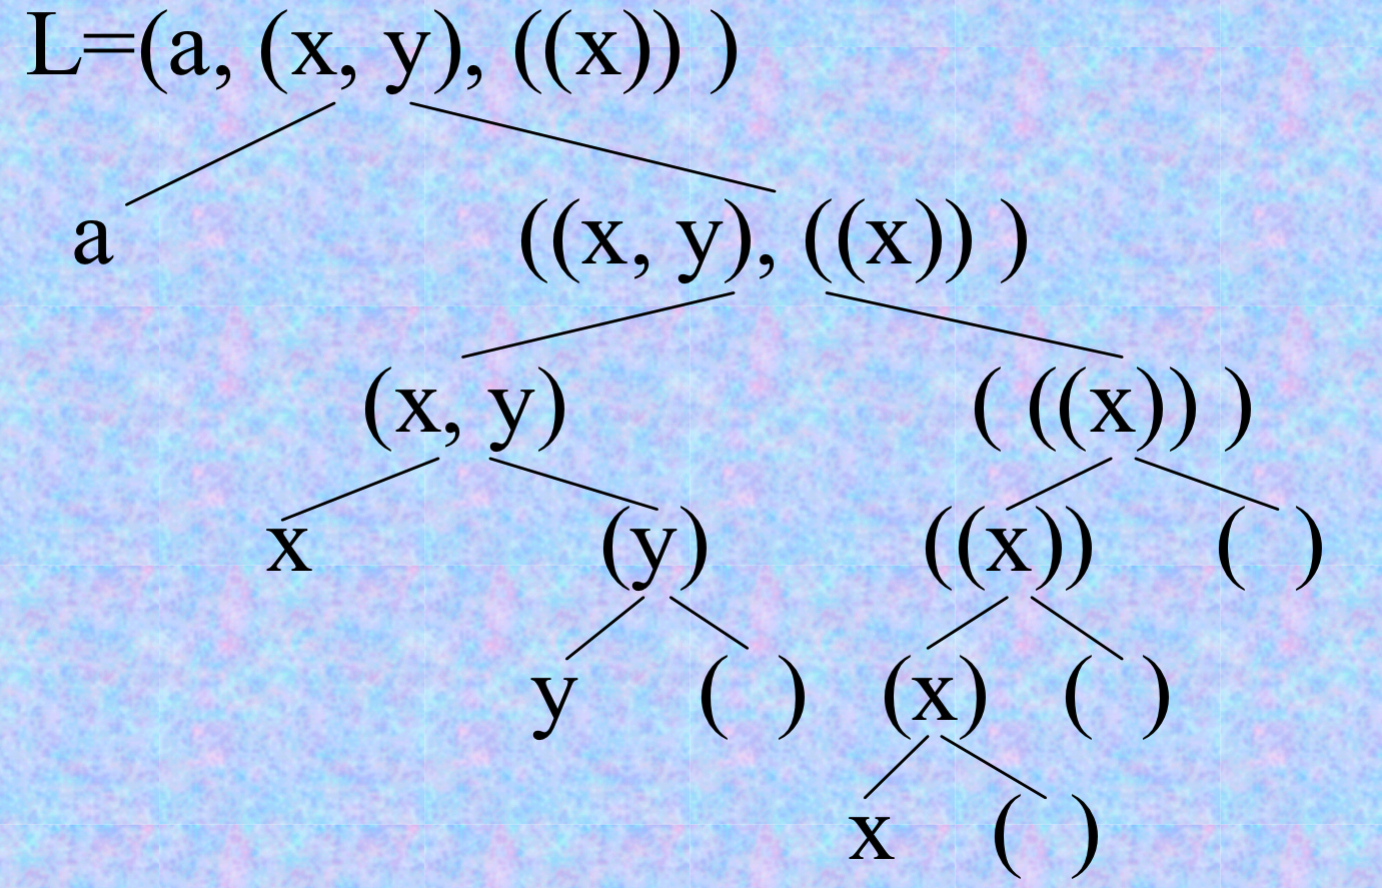 L=(a, (x, y), ((x)) )
a ((x, y), ((x)) )
(x, y) ( ((x)) )
x (y) ((x)) ( )
y ( ) (x) ( )
x ( )